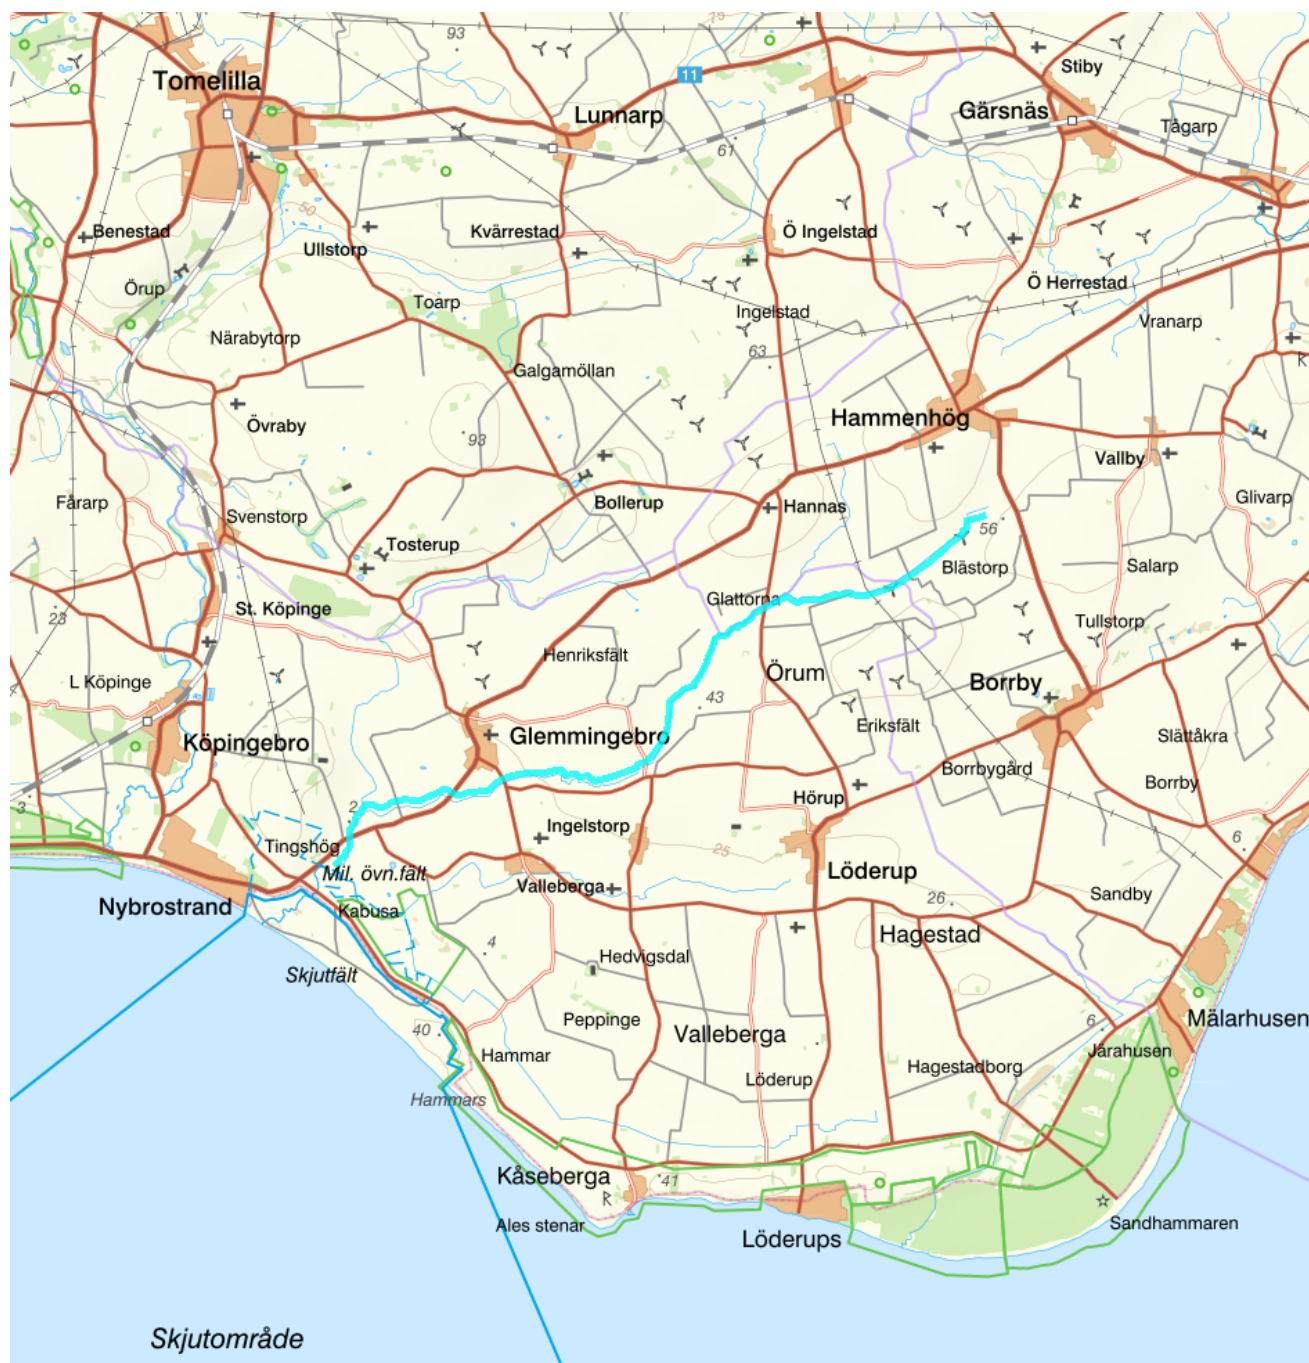 75
93
11
Stiby
Tomelilla
Lunnarp
Gärsnäs
Tågarp
61
50
Benestad
Ullstorp
Kvärrestad
Ö Ingelstad
Örup
Toarp
Ö Herrestad
Ingelstad
Vranarp
Närabytorp
63
Galgamöllan
Övraby
Hammenhög
93
Vallby
Fårarp
Svenstorp
Bollerup
Hannas
Glivarp
Tosterup
56
Blästorp
Salarp
St. Köpinge
Glattorna
23
Tullstorp
Henriksfält
L Köpinge
Örum
Borrby
43
Eriksfält
Köpingebro
Glemmingebro
Slättåkra
Borrbygård
Borrby
3
2
Hörup
Ingelstorp
Tingshög
25
6
Mil. övn.fält
Valleberga
Löderup
Nybrostrand
Kabusa
26
Sandby
4
Hagestad
Hedvigsdal
Skjutfält
Peppinge
Valleberga
Mälarhusen
40
6
Hammar
Järahusen
Löderup
Hagestadborg
Hammars
Kåseberga
41
Ales stenar
Sandhammaren
Löderups
Skjutområde